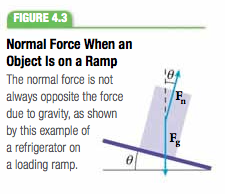 FIGURE 4.3
Normal Force When an
Object Is on a Ramp
The normal force is not
always opposite the force
due to gravity, as shown
by this example of
a refrigerator on
a loading ramp.
θ
Fn
Fg
θ